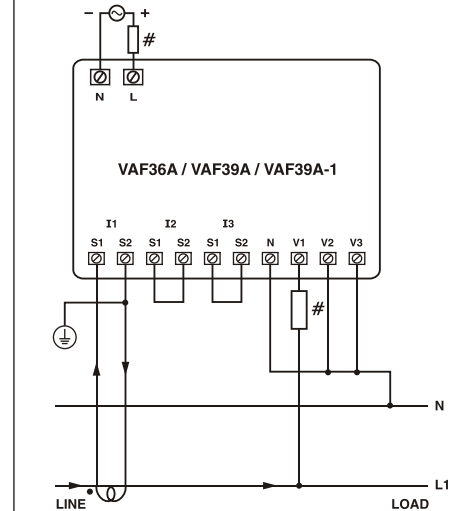 − +
#
N L
VAF36A / VAF39A / VAF39A-1
I1 I2 I3
S1 S2 S1 S2 S1 S2 N V1 V2 V3
#
N
L1
LINE LOAD